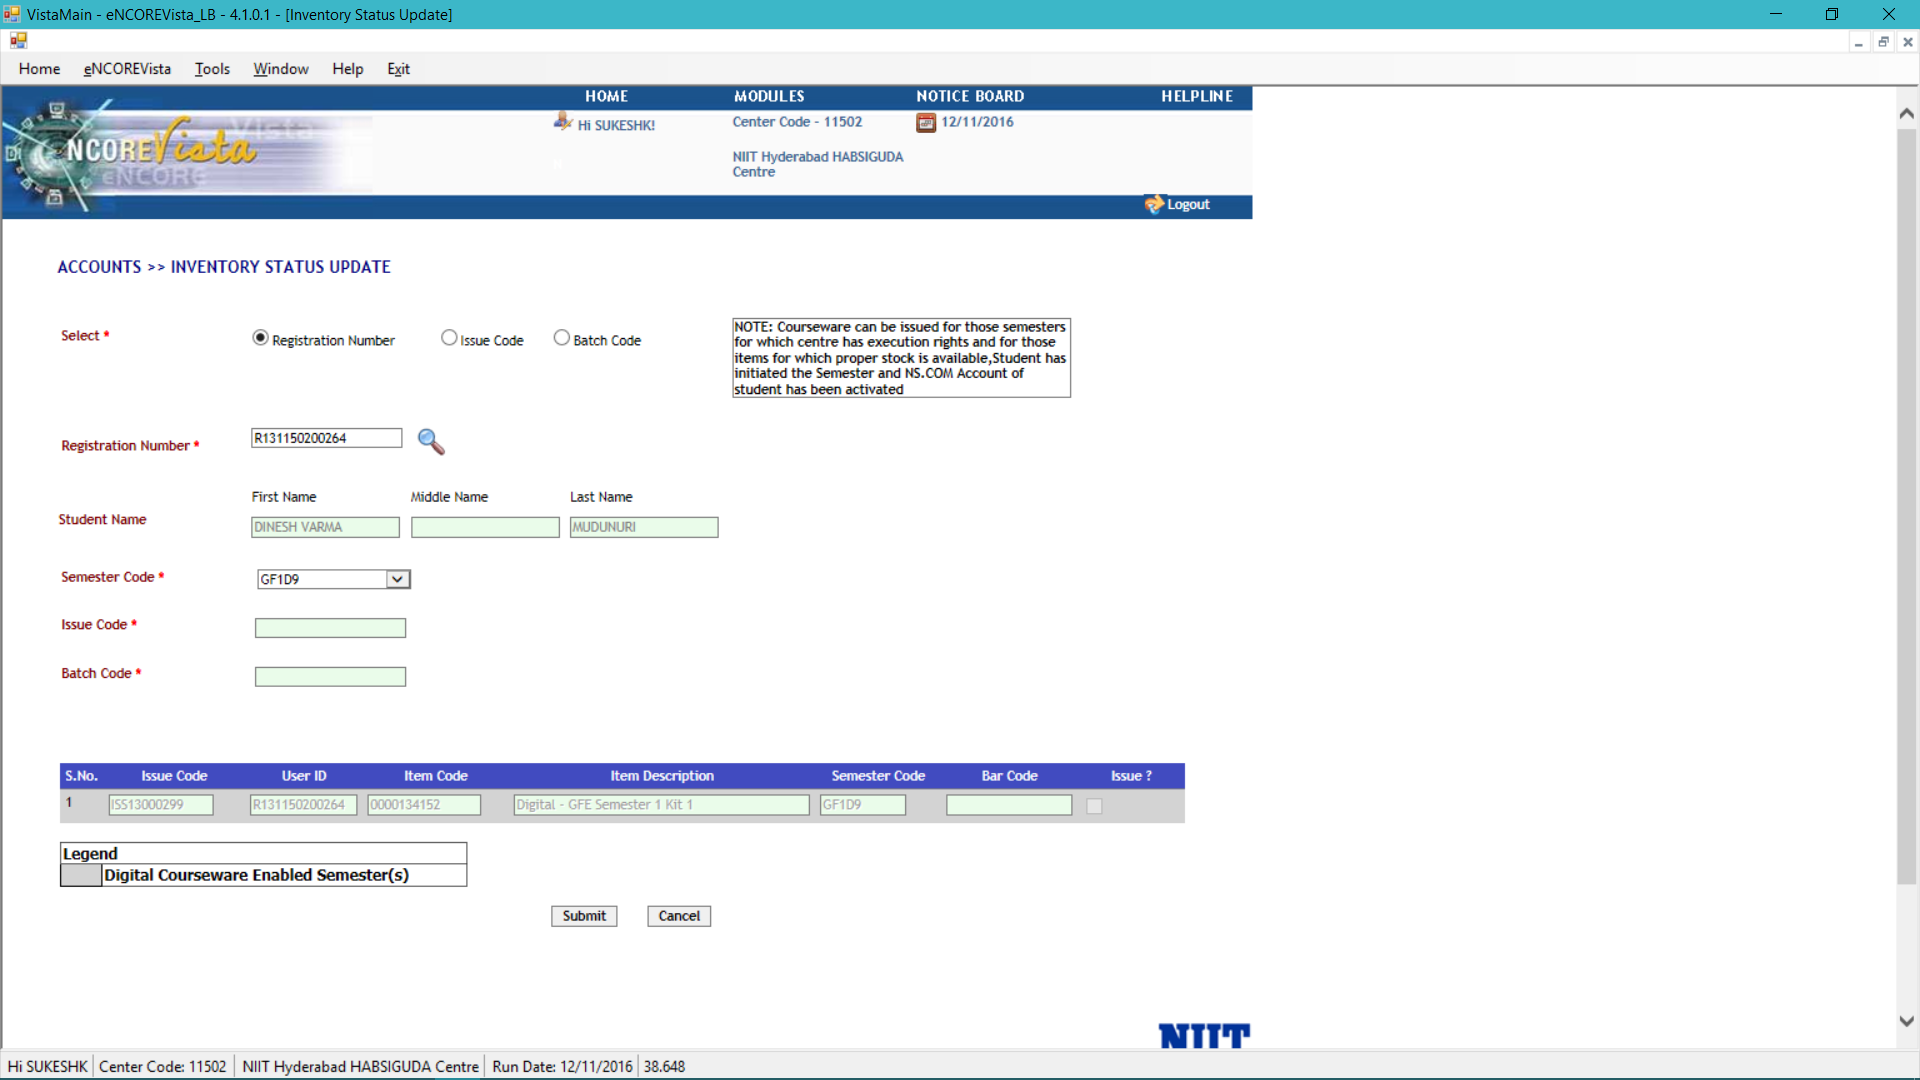 VistaMain - eNCOREVista_LB - 4.1.0.1 - [Inventory Status Update]
Home eNCOREVista Tools Window Help Exit
HOME MODULES NOTICE BOARD HELPLINE
Hi SUKESHK! Center Code - 11502 12/11/2016
NIIT Hyderabad HABSIGUDA
Centre
NCOREVista
Vista
eNCORE
Logout
ACCOUNTS >> INVENTORY STATUS UPDATE
Select * Registration Number Issue Code Batch Code
NOTE: Courseware can be issued for those semesters
for which centre has execution rights and for those
items for which proper stock is available,Student has
initiated the Semester and NS.COM Account of
student has been activated
Registration Number * R131150200264
First Name Middle Name Last Name
Student Name DINESH VARMA MUDUNURI
Semester Code * GF1D9
Issue Code *
Batch Code *
S.No. Issue Code User ID Item Code Item Description Semester Code Bar Code Issue ?
1 ISS13000299 R131150200264 0000134152 Digital - GFE Semester 1 Kit 1 GF1D9
Legend
Digital Courseware Enabled Semester(s)
Submit Cancel
NIIT
Hi SUKESHK Center Code: 11502 NIIT Hyderabad HABSIGUDA Centre Run Date: 12/11/2016 38.648